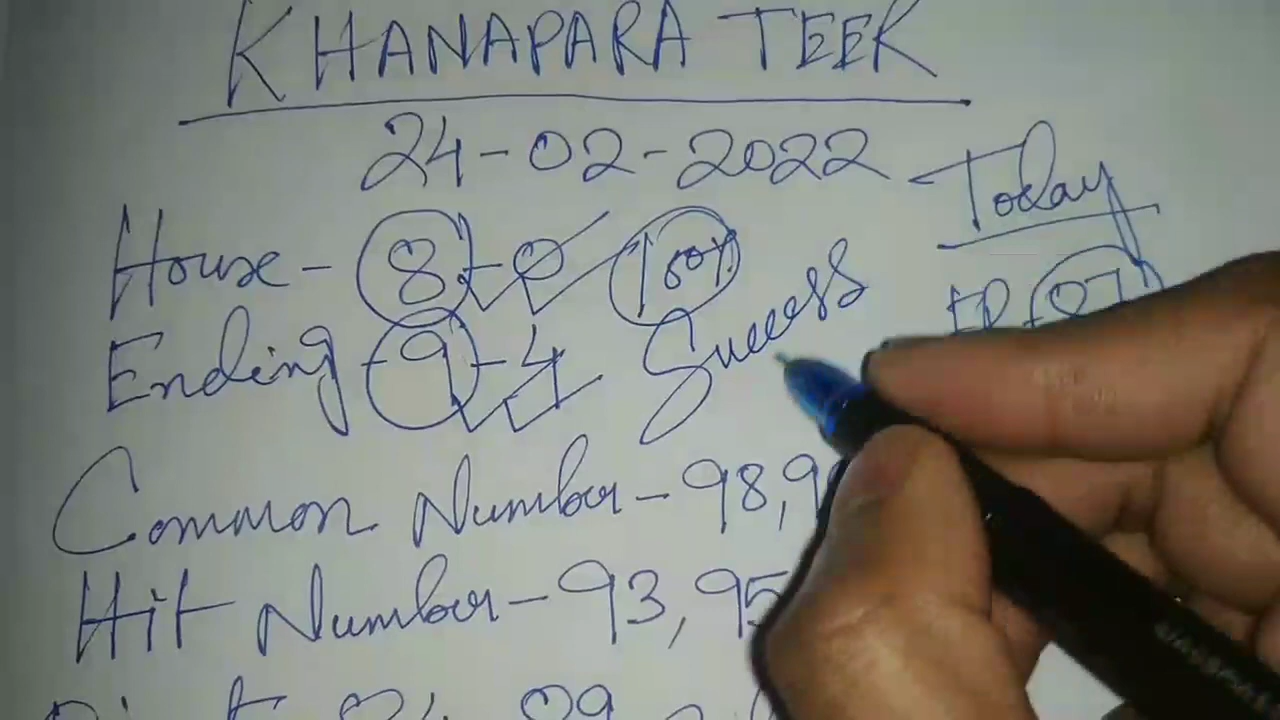 KHANAPARA TEER
24-02-2022
Today
House - 8 - 0 100%
Ending - 9 - 4 Success
Common Number - 98, 9
Hit Number - 93, 95